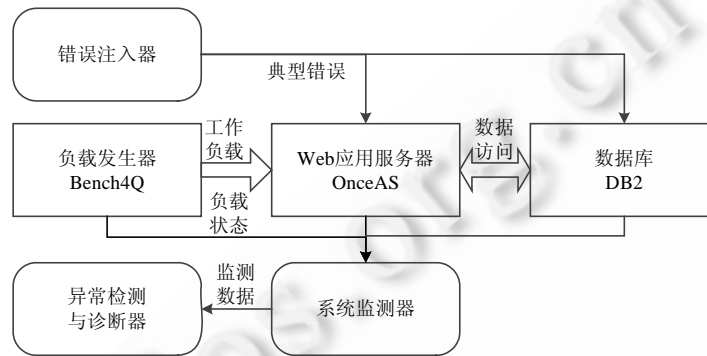 错误注入器
典型错误
负载发生器
Bench4Q
工作
负载
负载
状态
Web应用服务器
OnceAS
数据
访问
数据库
DB2
异常检测
与诊断器
监测
数据
系统监测器
os.org.cn